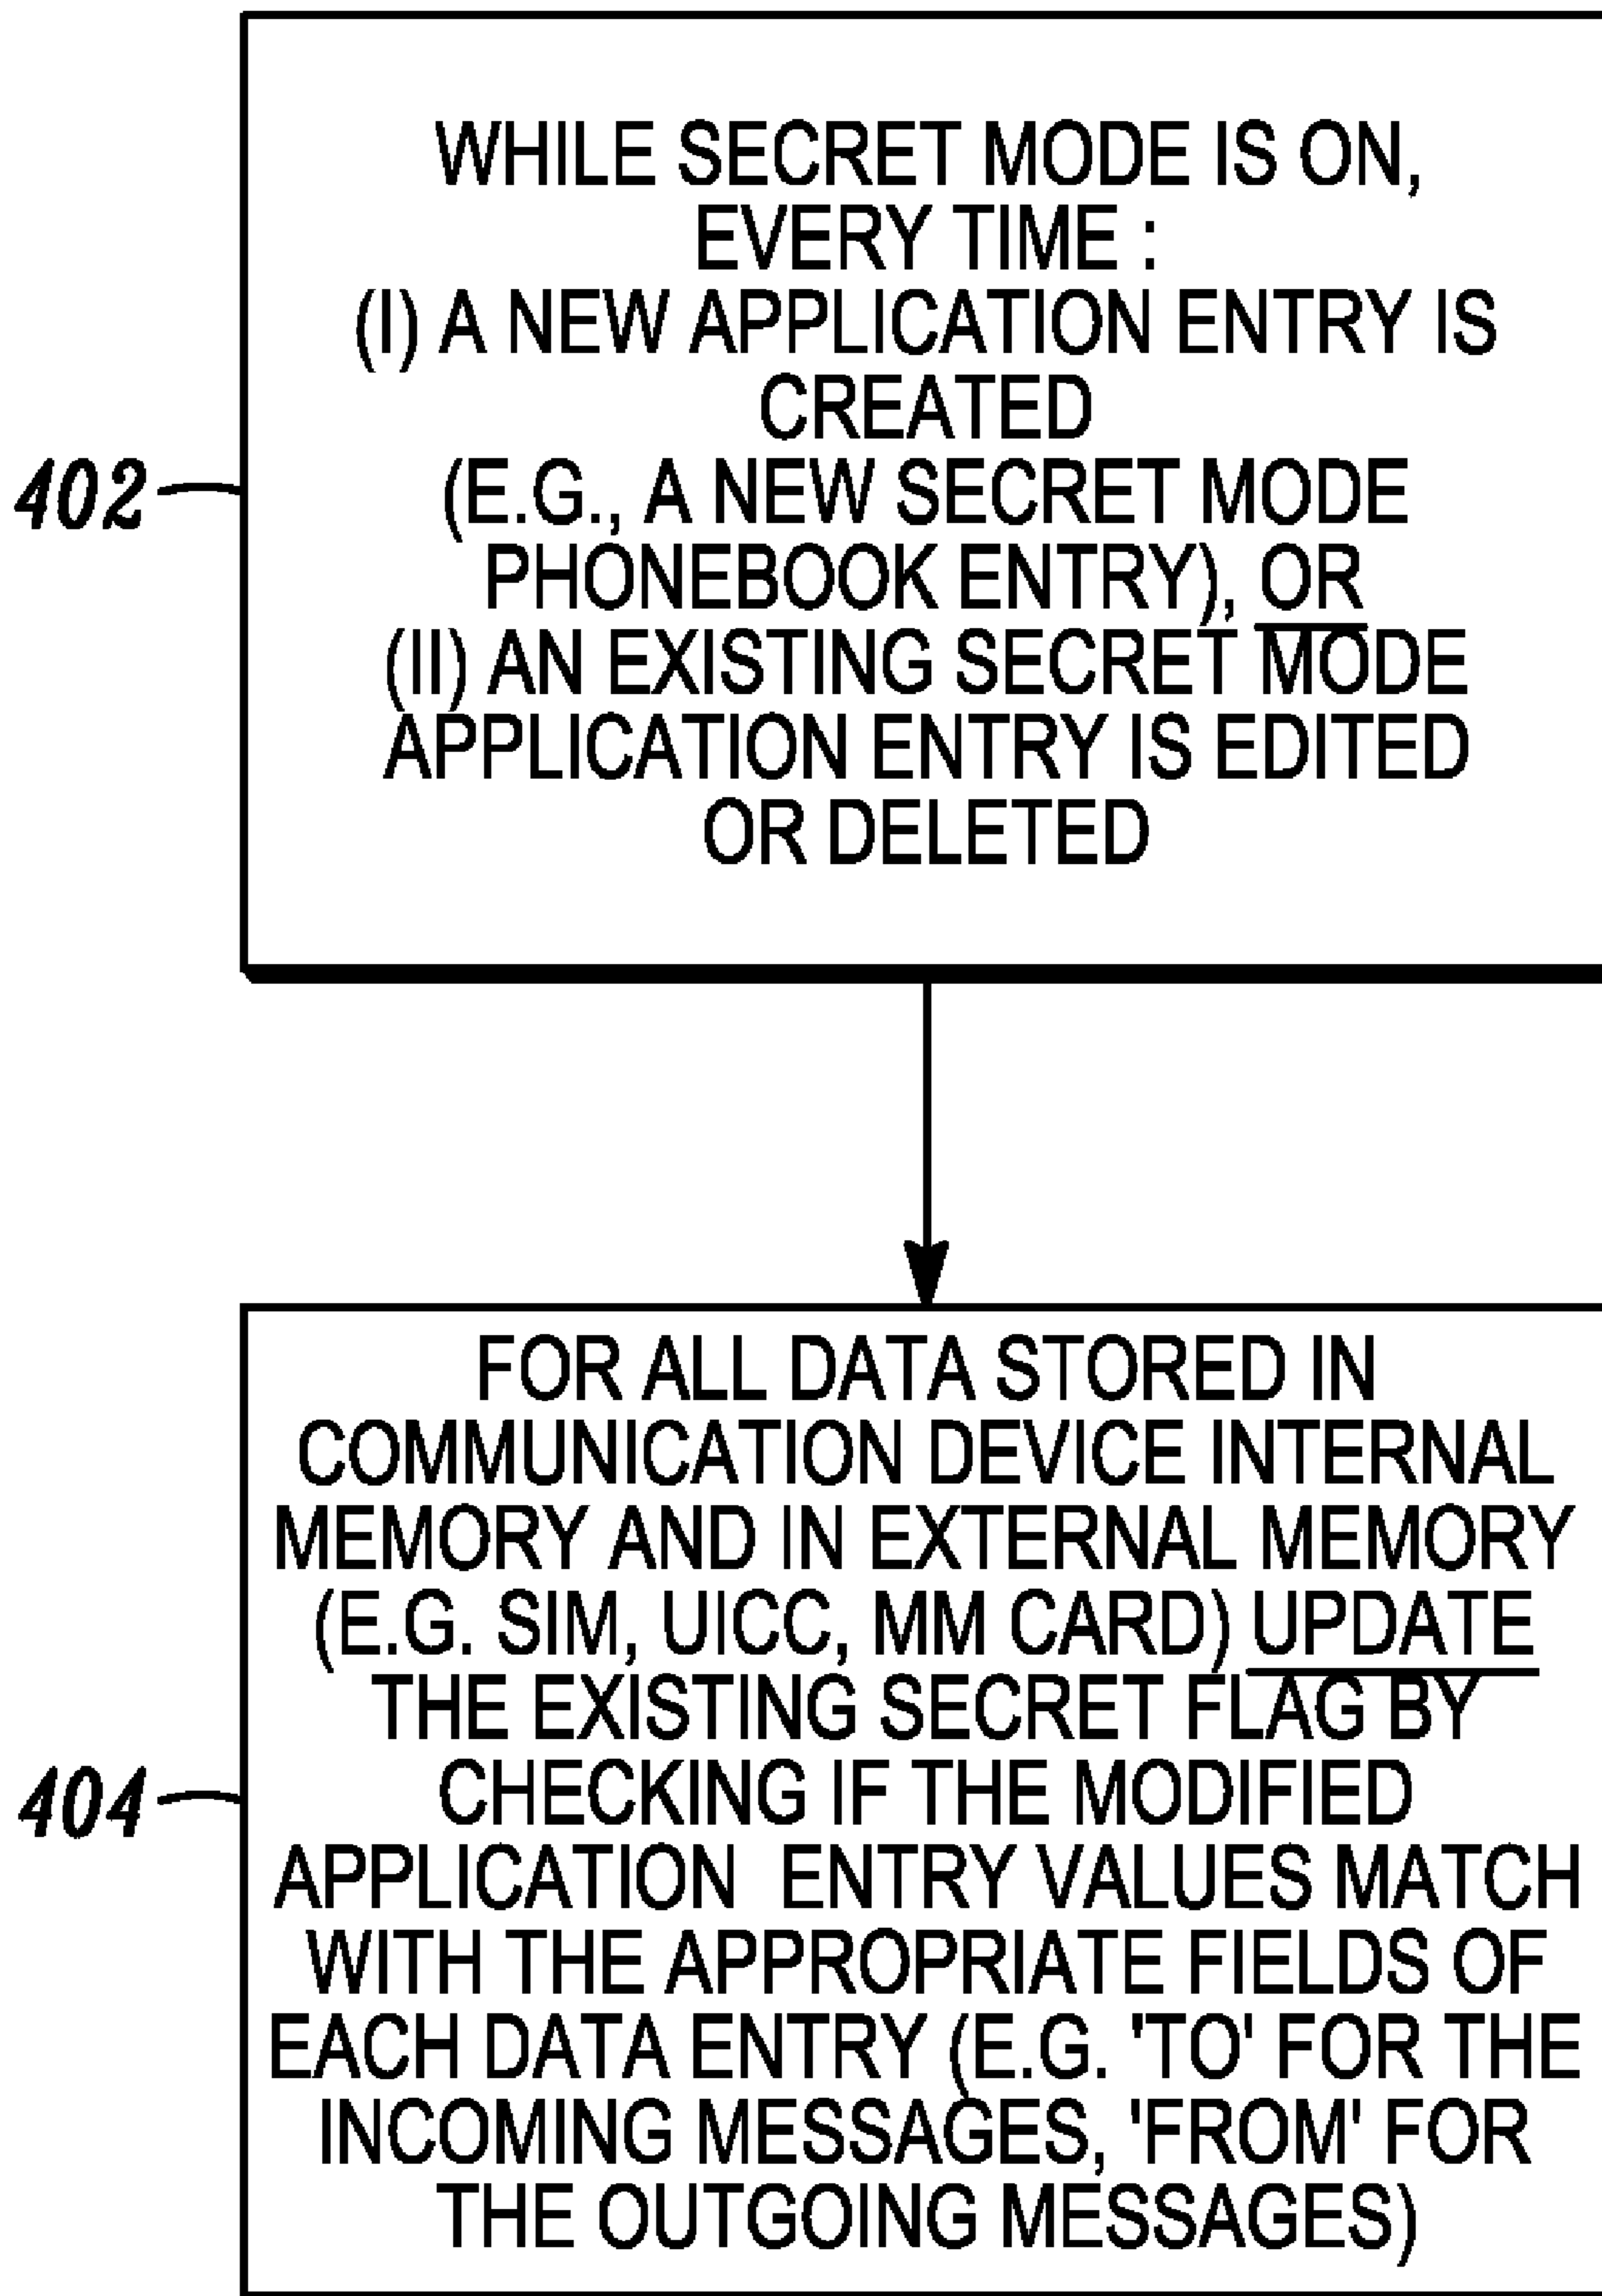 WHILE SECRET MODE IS ON,
EVERY TIME :
(I) A NEW APPLICATION ENTRY IS
CREATED
(E.G., A NEW SECRET MODE
PHONEBOOK ENTRY), OR
(II) AN EXISTING SECRET MODE
APPLICATION ENTRY IS EDITED
OR DELETED
402
FOR ALL DATA STORED IN
COMMUNICATION DEVICE INTERNAL
MEMORY AND IN EXTERNAL MEMORY
(E.G. SIM, UICC, MM CARD) UPDATE
THE EXISTING SECRET FLAG BY
CHECKING IF THE MODIFIED
APPLICATION ENTRY VALUES MATCH
WITH THE APPROPRIATE FIELDS OF
EACH DATA ENTRY (E.G. 'TO' FOR THE
INCOMING MESSAGES, 'FROM' FOR
THE OUTGOING MESSAGES)
404